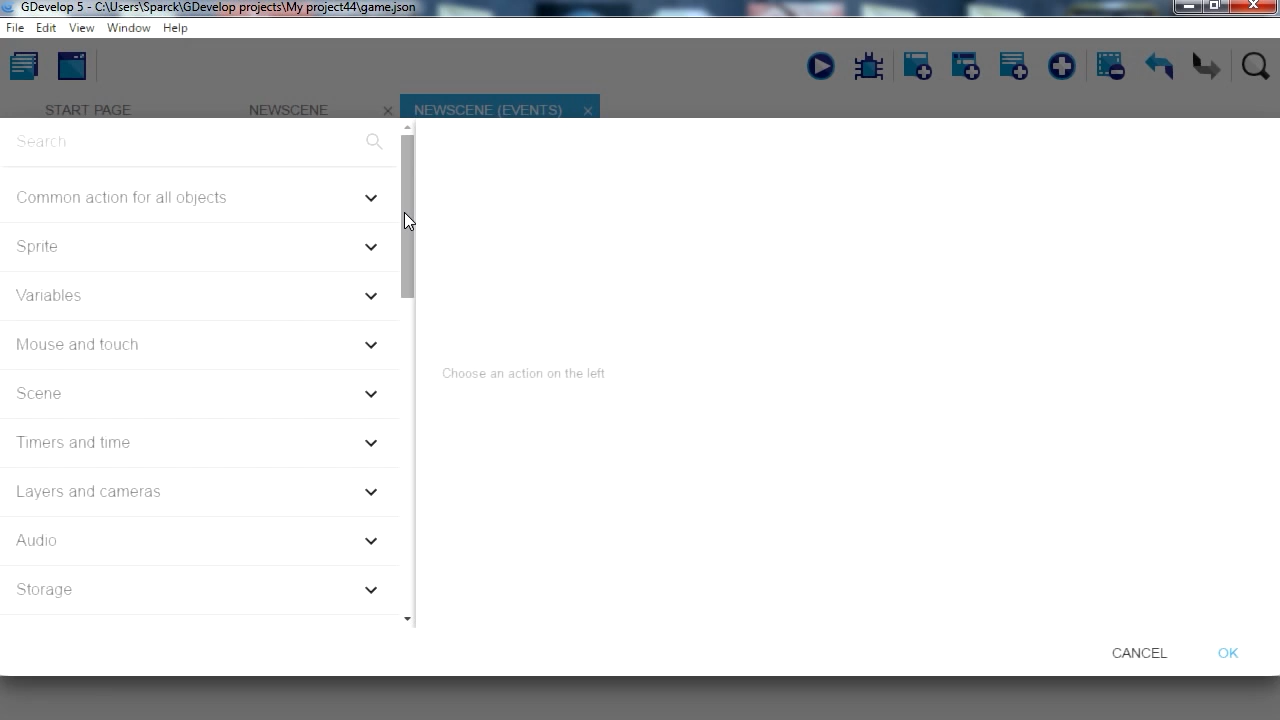 GDevelop 5 - C:\Users\Sparck\GDevelop projects\My project44\game.json
File Edit View Window Help
START PAGE NEWSCENE NEWSCENE (EVENTS)
Search
Common action for all objects
Sprite
Variables
Mouse and touch
Scene
Timers and time
Layers and cameras
Audio
Storage
Choose an action on the left
CANCEL OK